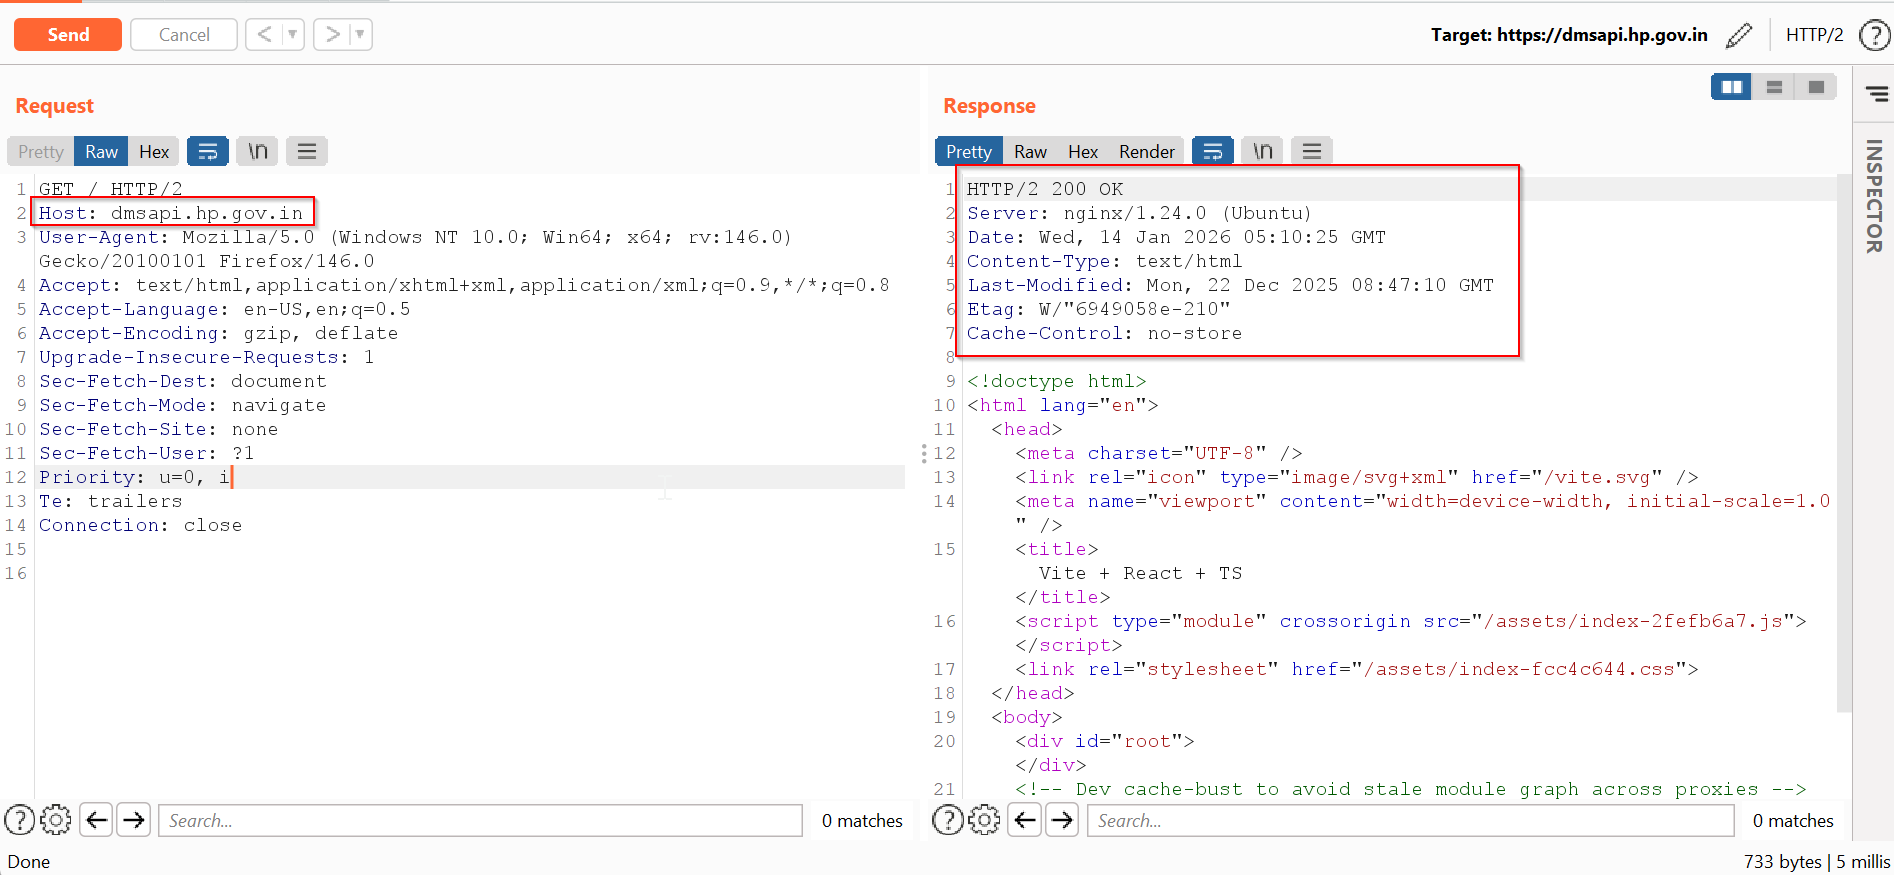 Send
Cancel
<
>
Target: https://dmsapi.hp.gov.in
HTTP/2
?
Request
Pretty
Raw
Hex
\n
1 GET / HTTP/2
2 Host: dmsapi.hp.gov.in
3 User-Agent: Mozilla/5.0 (Windows NT 10.0; Win64; x64; rv:146.0)
Gecko/20100101 Firefox/146.0
4 Accept: text/html,application/xhtml+xml,application/xml;q=0.9,*/*;q=0.8
5 Accept-Language: en-US,en;q=0.5
6 Accept-Encoding: gzip, deflate
7 Upgrade-Insecure-Requests: 1
8 Sec-Fetch-Dest: document
9 Sec-Fetch-Mode: navigate
10 Sec-Fetch-Site: none
11 Sec-Fetch-User: ?1
12 Priority: u=0, i
13 Te: trailers
14 Connection: close
15
16
? Search... 0 matches
Response
Pretty
Raw
Hex
Render
\n
1 HTTP/2 200 OK
2 Server: nginx/1.24.0 (Ubuntu)
3 Date: Wed, 14 Jan 2026 05:10:25 GMT
4 Content-Type: text/html
5 Last-Modified: Mon, 22 Dec 2025 08:47:10 GMT
6 Etag: W/"6949058e-210"
7 Cache-Control: no-store
8
9 <!doctype html>
10 <html lang="en">
11 <head>
12 <meta charset="UTF-8" />
13 <link rel="icon" type="image/svg+xml" href="/vite.svg" />
14 <meta name="viewport" content="width=device-width, initial-scale=1.0
" />
15 <title>
Vite + React + TS
</title>
16 <script type="module" crossorigin src="/assets/index-2fefb6a7.js">
</script>
17 <link rel="stylesheet" href="/assets/index-fcc4c644.css">
18 </head>
19 <body>
20 <div id="root">
</div>
21 <!-- Dev cache-bust to avoid stale module graph across proxies -->
? Search... 0 matches
INSPECTOR
Done
733 bytes | 5 millis